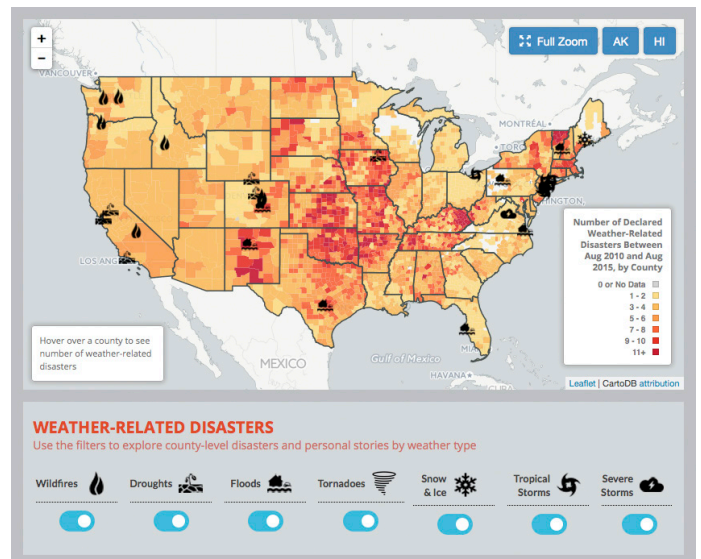 +
−
Full Zoom
AK
HI
VANCOUVER
MONTRÉAL
TORO
INGTON,
LOS ANG
MIA
MEXICO
Gulf of Mexico
HAVANA
CUBA
Number of Declared
Weather-Related
Disasters Between
Aug 2010 and Aug
2015, by County
0 or No Data
1 - 2
3 - 4
5 - 6
7 - 8
9 - 10
11+
Hover over a county to see
number of weather-related
disasters
Leaflet | CartoDB attribution
WEATHER-RELATED DISASTERS
Use the filters to explore county-level disasters and personal stories by weather type
Wildfires
Droughts
Floods
Tornadoes
Snow
& Ice
Tropical
Storms
Severe
Storms